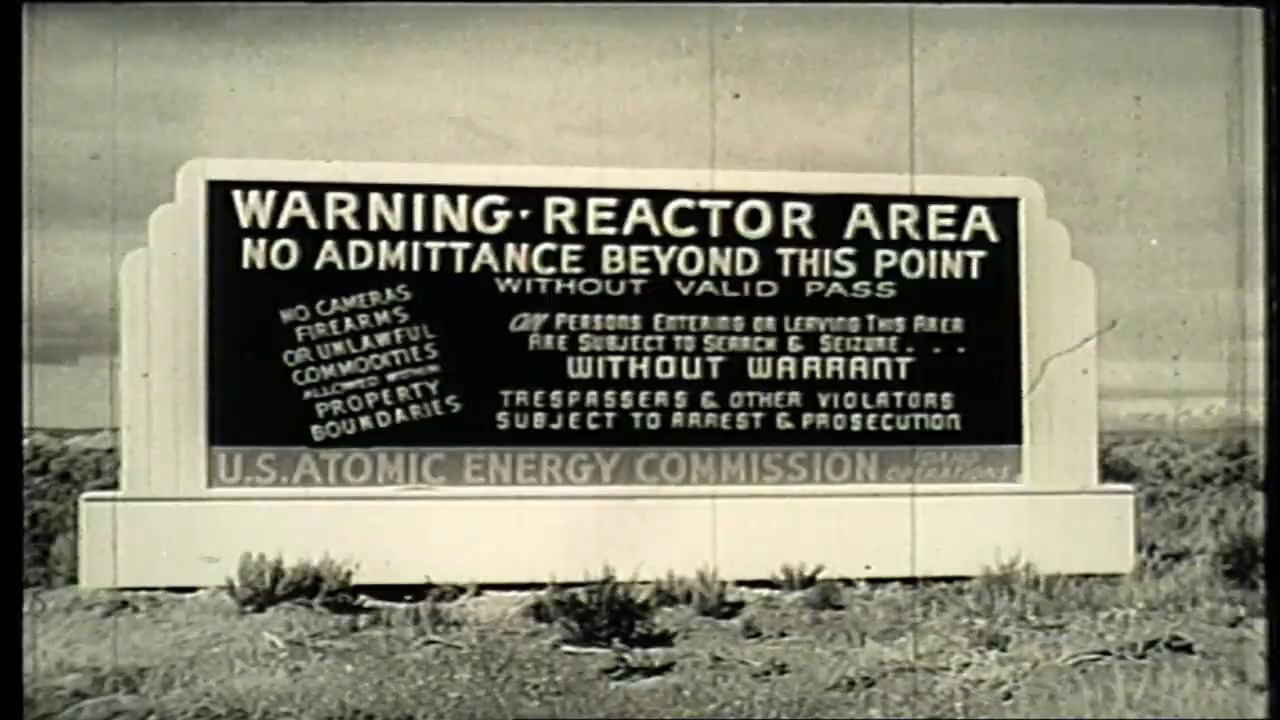 WARNING·REACTOR AREA
NO ADMITTANCE BEYOND THIS POINT
WITHOUT VALID PASS
NO CAMERAS
FIREARMS
OR UNLAWFUL
COMMODITIES
ALLOWED WITHIN
PROPERTY
BOUNDARIES
All PERSONS ENTERING OR LEAVING THIS AREA
ARE SUBJECT TO SEARCH & SEIZURE. . . .
WITHOUT WARRANT
TRESPASSERS & OTHER VIOLATORS
SUBJECT TO ARREST & PROSECUTION
U.S. ATOMIC ENERGY COMMISSION
IDAHO
OPERATIONS